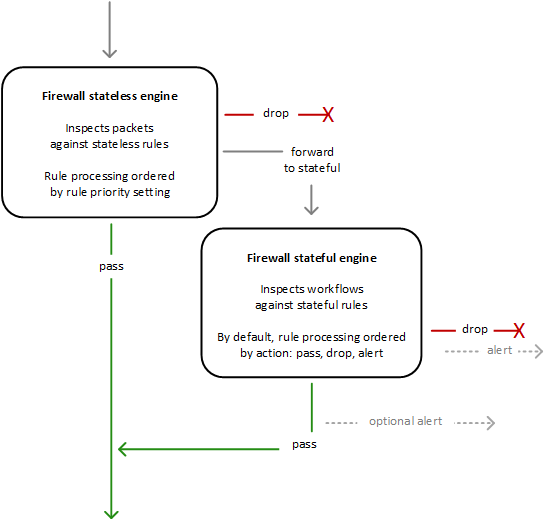 Firewall stateless engine
Inspects packets
against stateless rules
Rule processing ordered
by rule priority setting
drop
X
forward
to stateful
pass
Firewall stateful engine
Inspects workflows
against stateful rules
By default, rule processing ordered
by action: pass, drop, alert
drop
X
alert
optional alert
pass